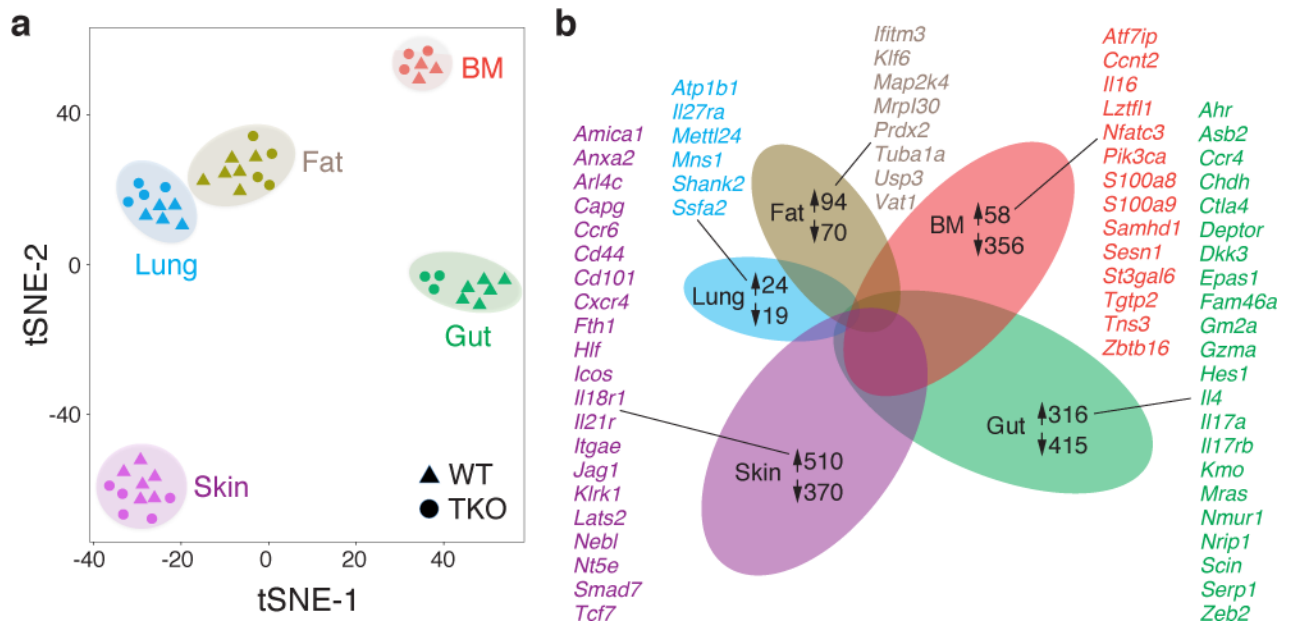 a
40
0
-40
-40
-20
0
20
40
tSNE-2
tSNE-1
BM
Fat
Lung
Gut
Skin
WT
TKO
b
Amica1
Anxa2
Arl4c
Capg
Ccr6
Cd44
Cd101
Cxcr4
Fth1
Hlf
Icos
Il18r1
Il21r
Itgae
Jag1
Klrk1
Lats2
Nebl
Nt5e
Smad7
Tcf7
Atp1b1
Il27ra
Mettl24
Mns1
Shank2
Ssfa2
Ifitm3
Klf6
Map2k4
Mrpl30
Prdx2
Tuba1a
Usp3
Vat1
Atf7ip
Ccnt2
Il16
Lztfl1
Nfatc3
Pik3ca
S100a8
S100a9
Samhd1
Sesn1
St3gal6
Tgtp2
Tns3
Zbtb16
Ahr
Asb2
Ccr4
Chdh
Ctla4
Deptor
Dkk3
Epas1
Fam46a
Gm2a
Gzma
Hes1
Il4
Il17a
Il17rb
Kmo
Mras
Nmur1
Nrip1
Scin
Serp1
Zeb2
Fat ↑94
↓70
BM ↑58
↓356
Lung ↑24
↓19
Gut ↑316
↓415
Skin ↑510
↓370